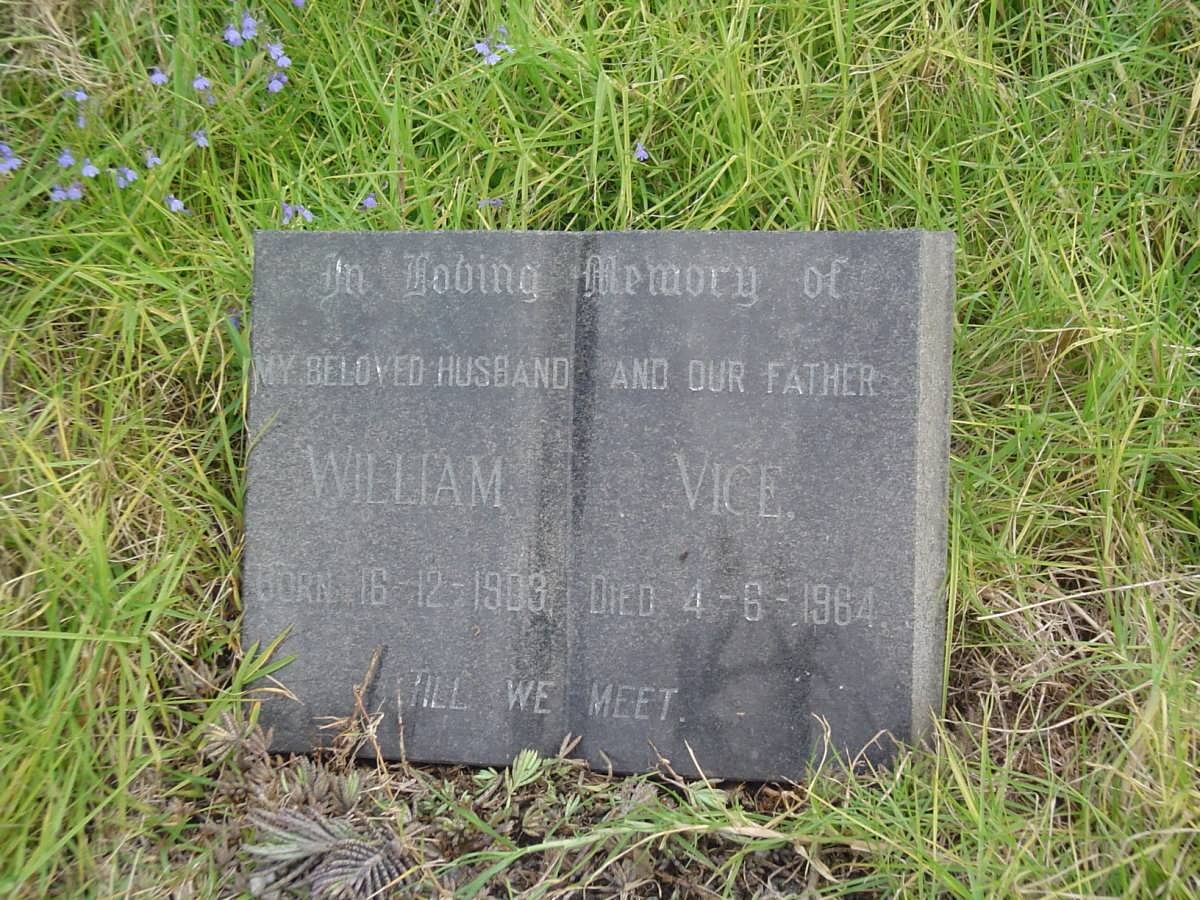 In Loving Memory of
MY BELOVED HUSBAND AND OUR FATHER
WILLIAM VICE.
BORN 16-12-1903 DIED 4-6-1964.
TILL WE MEET.